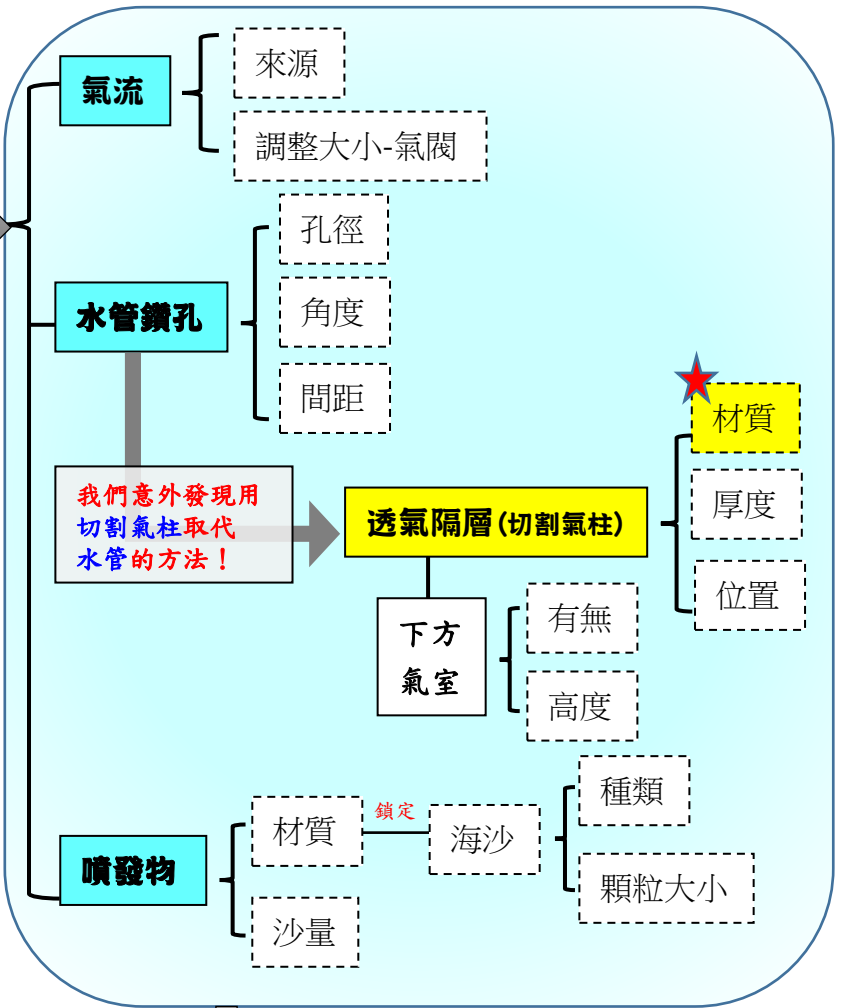 氣流
來源
調整大小-氣閥
水管鑽孔
孔徑
角度
間距
我們意外發現用
切割氣柱取代
水管的方法！
透氣隔層(切割氣柱)
材質
厚度
位置
下方
氣室
有無
高度
噴發物
材質
鎖定
海沙
種類
顆粒大小
沙量